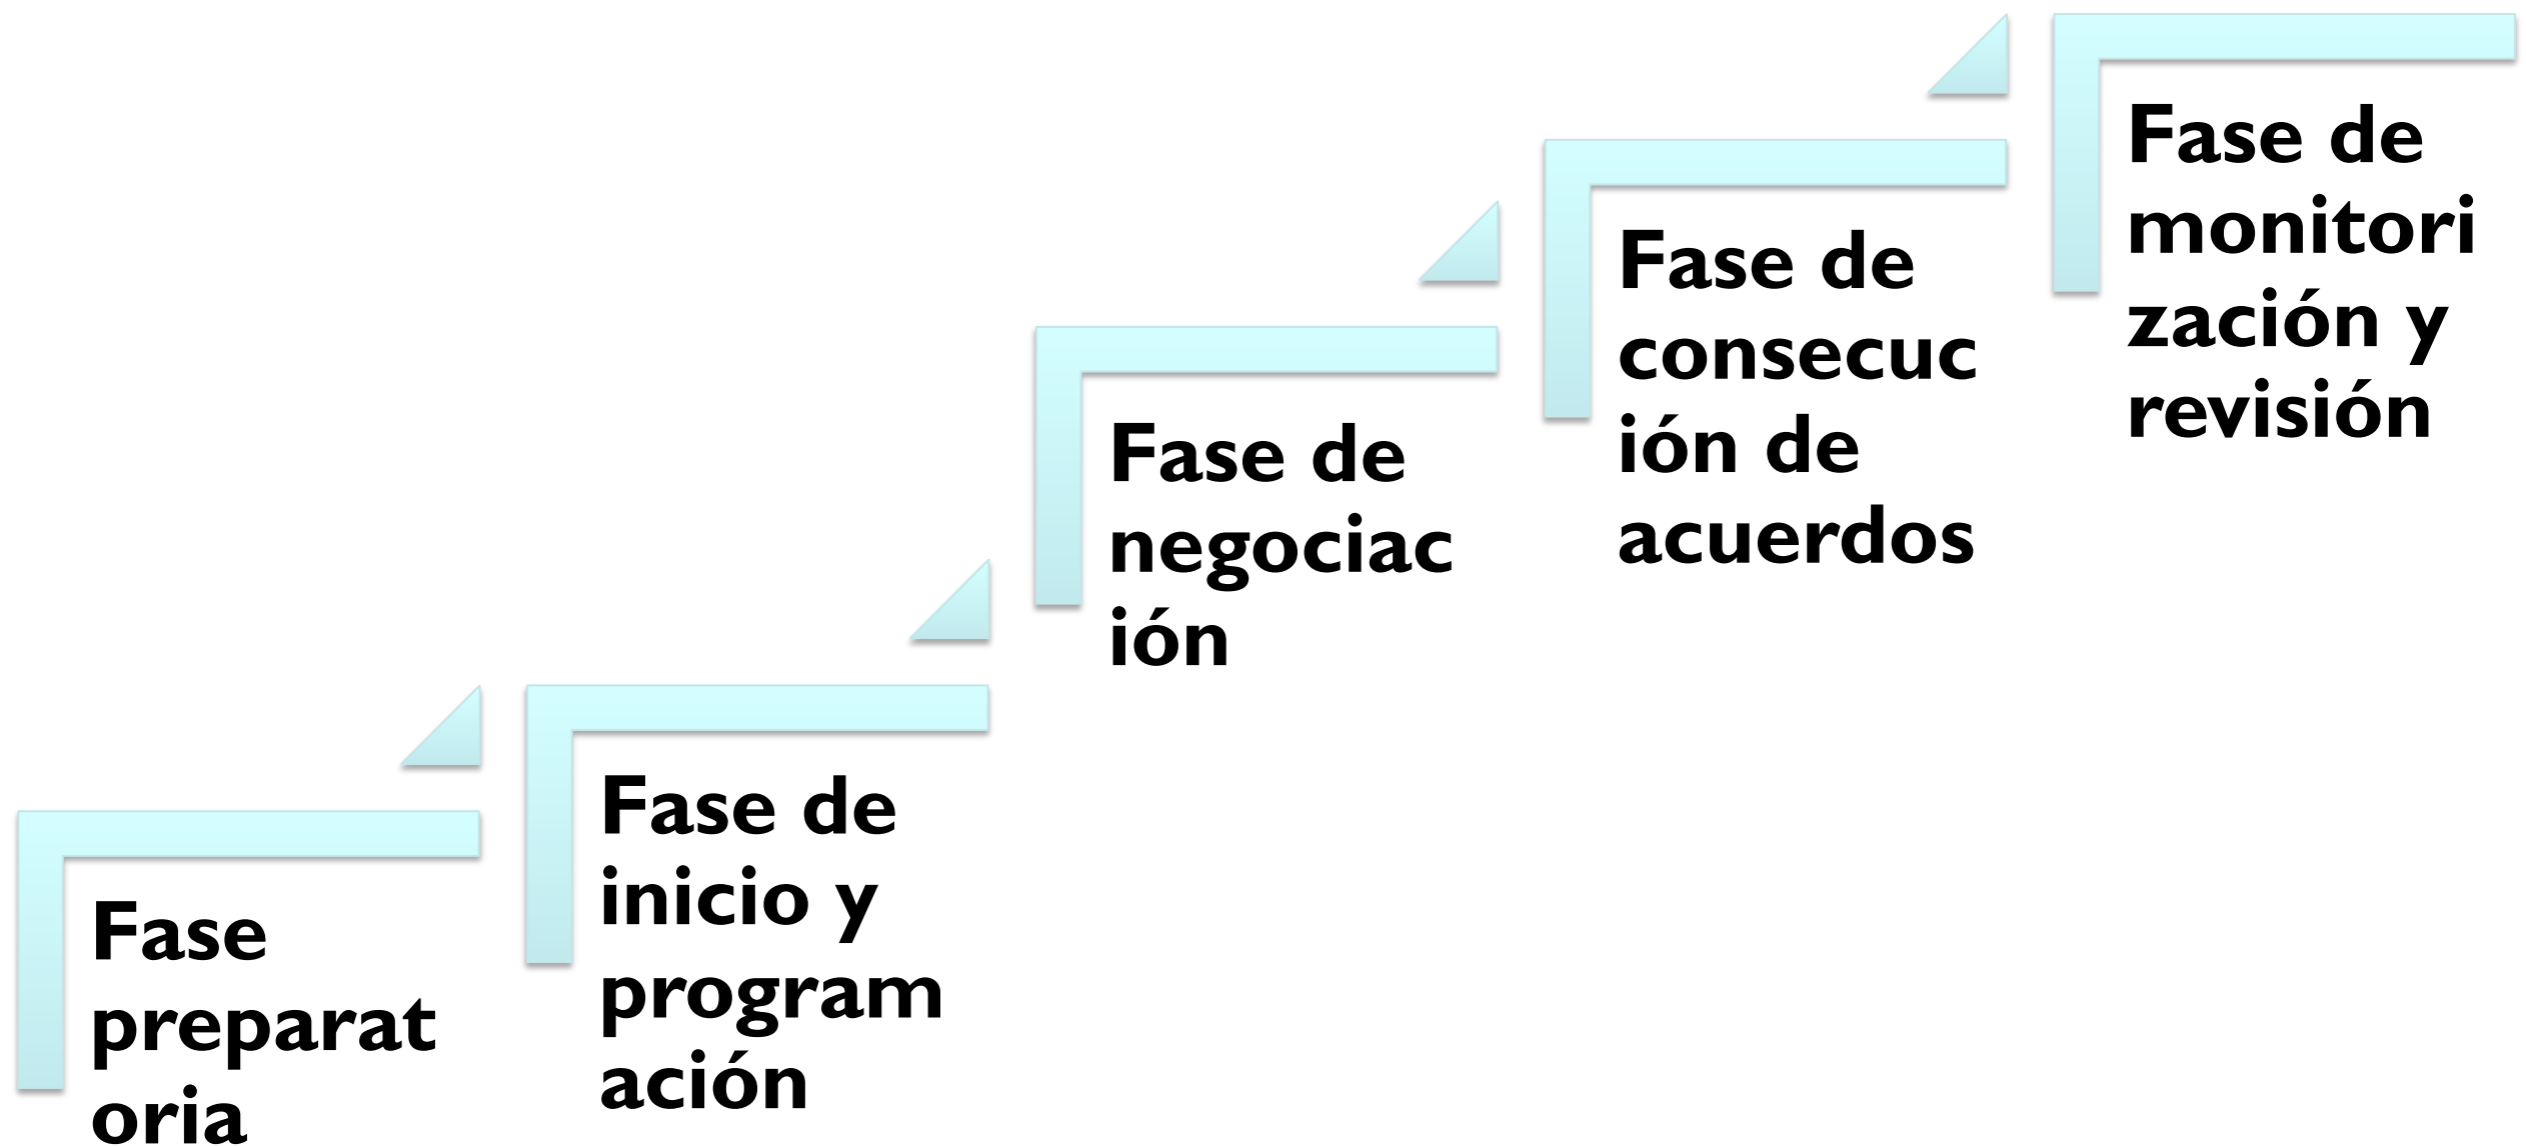 Fase
preparat
oria
Fase de
inicio y
program
ación
Fase de
negociac
ión
Fase de
consecuc
ión de
acuerdos
Fase de
monitori
zación y
revisión